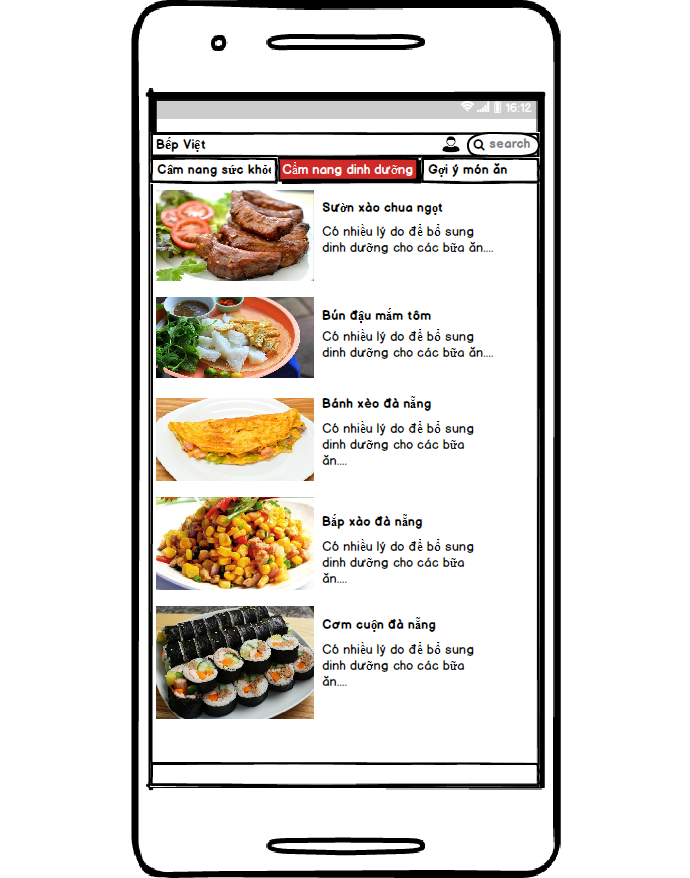 16:12
Bếp Việt
search
Cẩm nang sức khỏe
Cẩm nang dinh dưỡng
Gợi ý món ăn
Sườn xào chua ngọt
Có nhiều lý do để bổ sung
dinh dưỡng cho các bữa ăn....
Bún đậu mắm tôm
Có nhiều lý do để bổ sung
dinh dưỡng cho các bữa ăn....
Bánh xèo đà nẵng
Có nhiều lý do để bổ sung
dinh dưỡng cho các bữa
ăn....
Bắp xào đà nẵng
Có nhiều lý do để bổ sung
dinh dưỡng cho các bữa
ăn....
Cơm cuộn đà nẵng
Có nhiều lý do để bổ sung
dinh dưỡng cho các bữa
ăn....